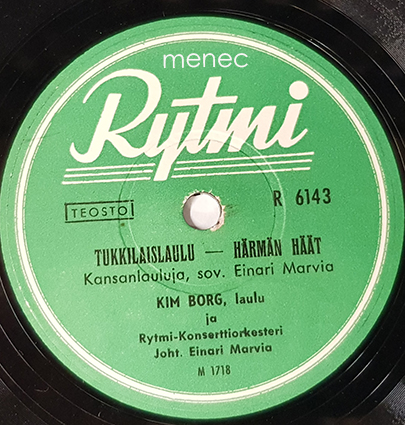 menec
Rytmi
TEOSTO
R 6143
TUKKILAISLAULU — HÄRMÄN HÄÄT
Kansanlauluja, sov. Einari Marvia
KIM BORG, laulu
ja
Rytmi-Konserttiorkesteri
Joht. Einari Marvia
M 1718